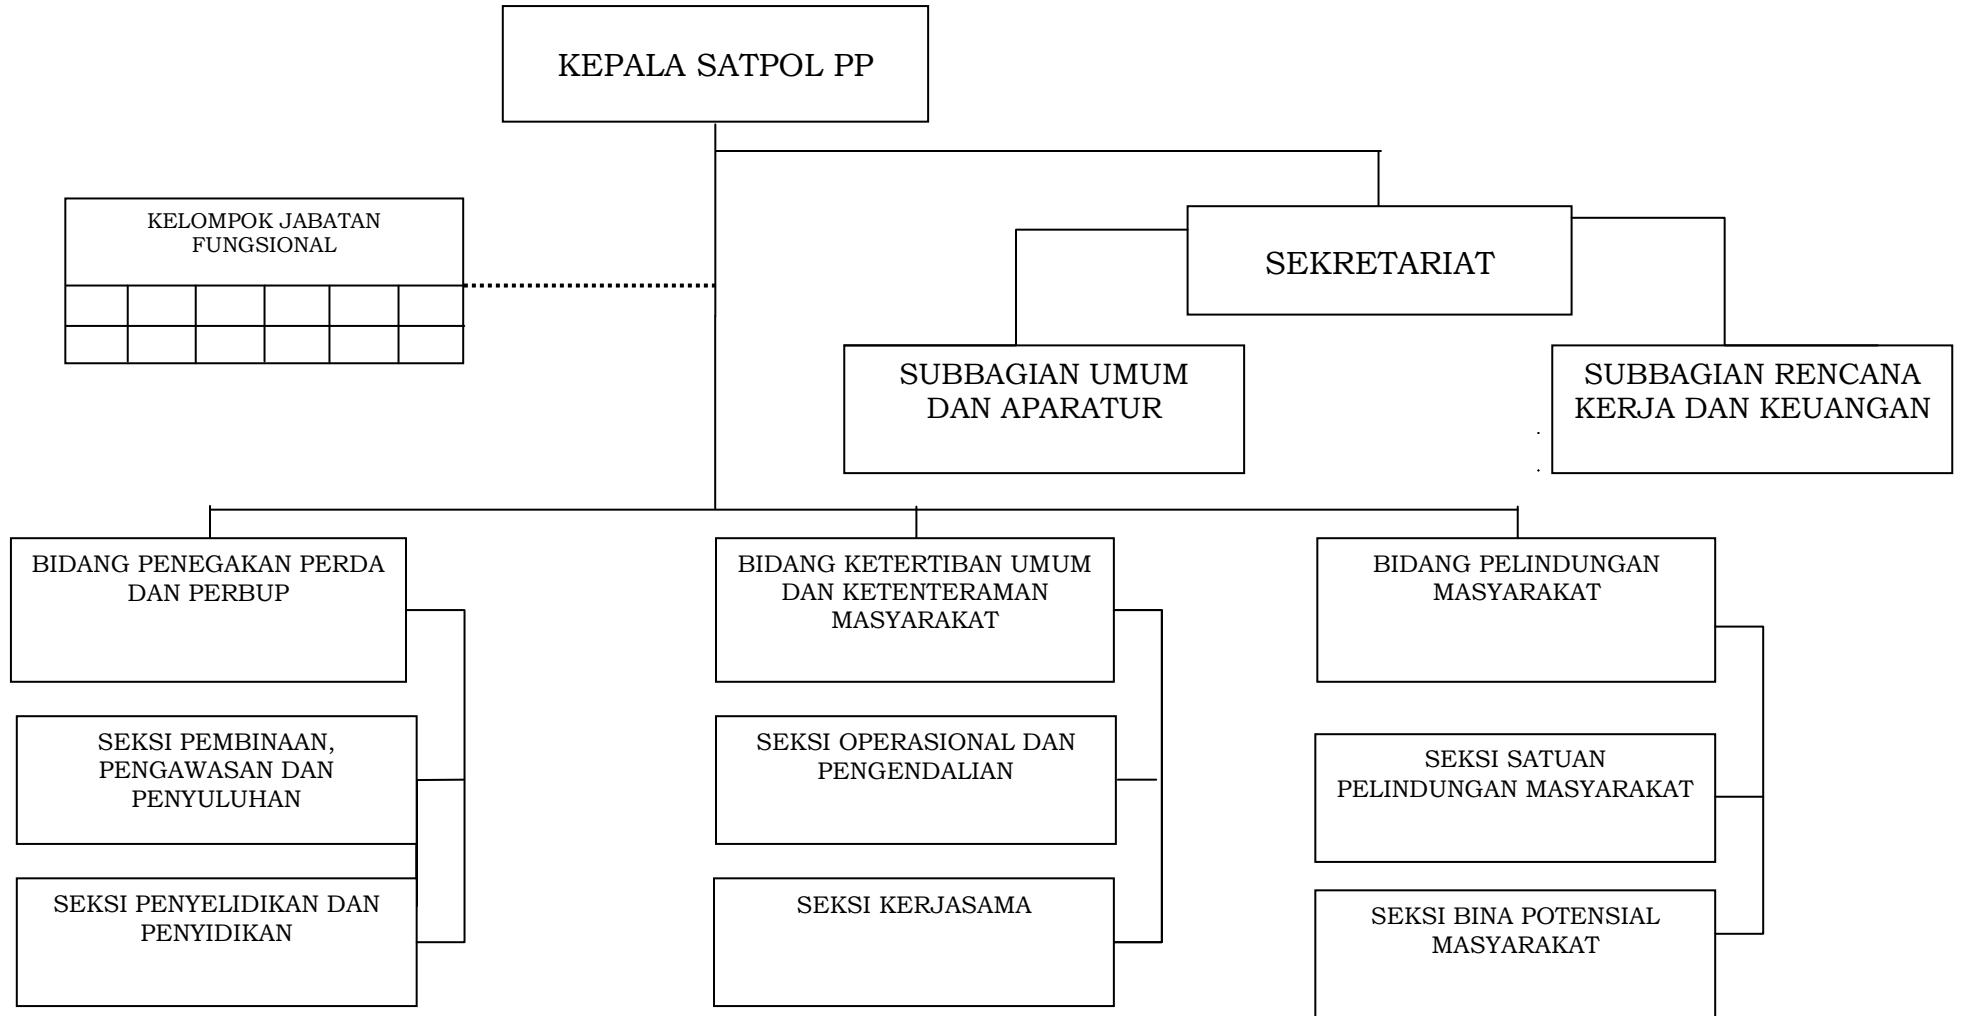 KEPALA SATPOL PP
KELOMPOK JABATAN
FUNGSIONAL
SEKRETARIAT
SUBBAGIAN UMUM
DAN APARATUR
SUBBAGIAN RENCANA
KERJA DAN KEUANGAN
BIDANG PENEGAKAN PERDA
DAN PERBUP
BIDANG KETERTIBAN UMUM
DAN KETENTERAMAN
MASYARAKAT
BIDANG PELINDUNGAN
MASYARAKAT
SEKSI PEMBINAAN,
PENGAWASAN DAN
PENYULUHAN
SEKSI OPERASIONAL DAN
PENGENDALIAN
SEKSI SATUAN
PELINDUNGAN MASYARAKAT
SEKSI PENYELIDIKAN DAN
PENYIDIKAN
SEKSI KERJASAMA
SEKSI BINA POTENSIAL
MASYARAKAT